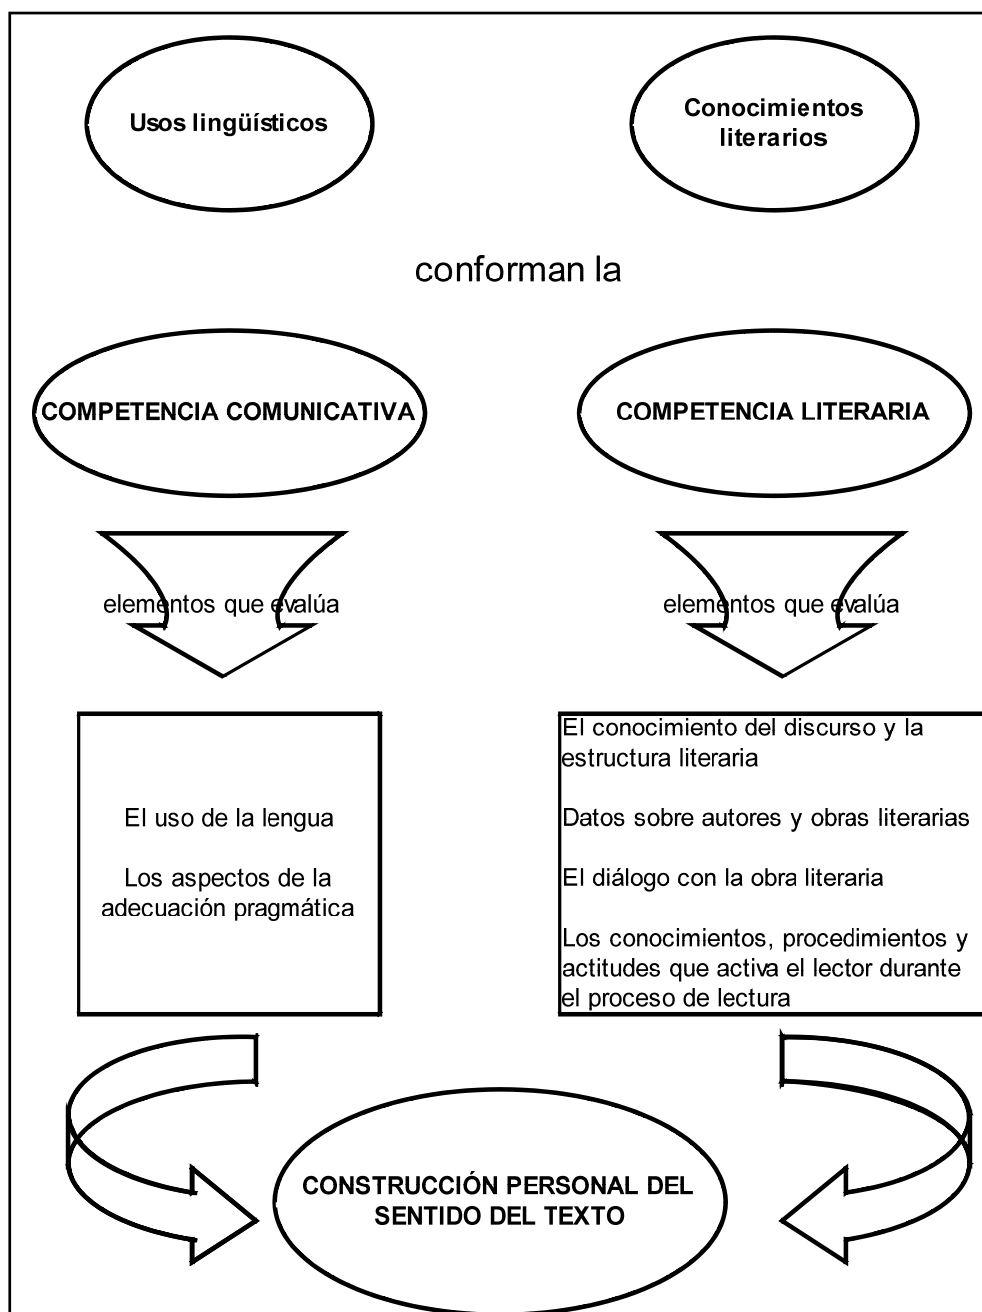 Usos lingüísticos
Conocimientos
literarios
conforman la
COMPETENCIA COMUNICATIVA
COMPETENCIA LITERARIA
elementos que evalúa
elementos que evalúa
El uso de la lengua
Los aspectos de la
adecuación pragmática
El conocimiento del discurso y la
estructura literaria
Datos sobre autores y obras literarias
El diálogo con la obra literaria
Los conocimientos, procedimientos y
actitudes que activa el lector durante
el proceso de lectura
CONSTRUCCIÓN PERSONAL DEL
SENTIDO DEL TEXTO